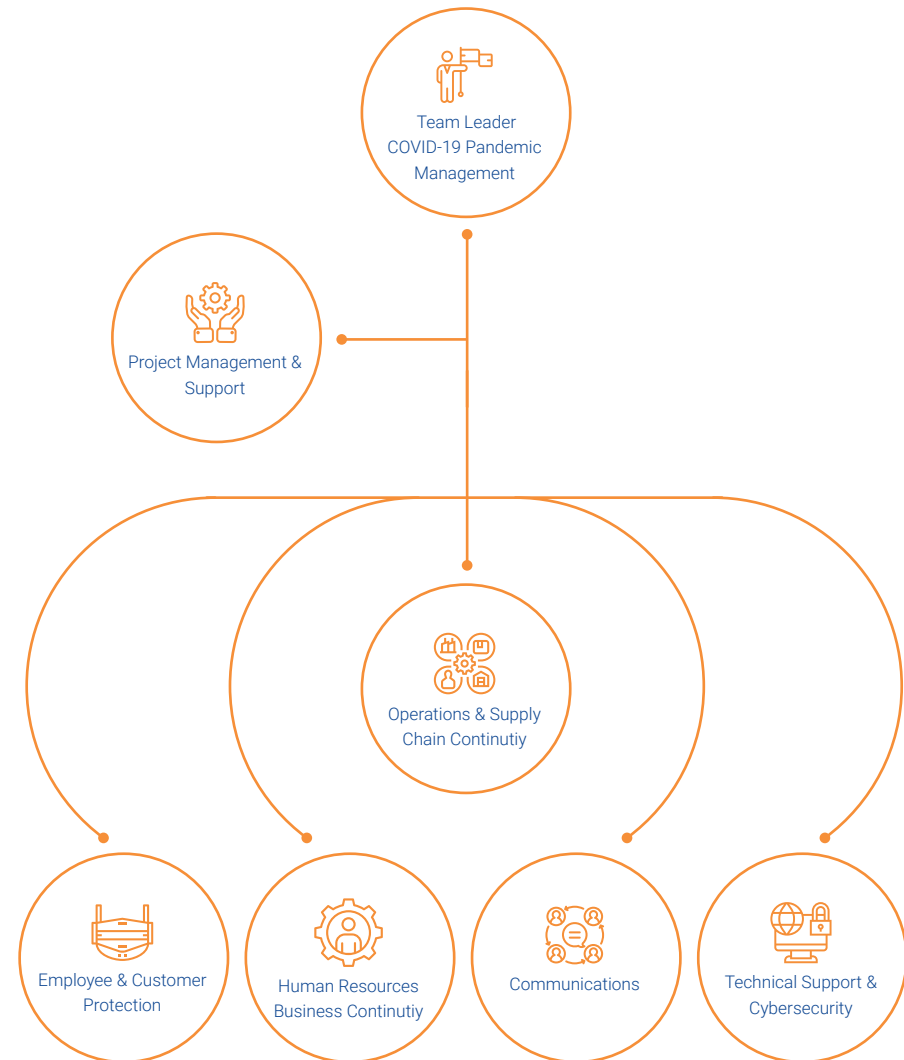 Team Leader
COVID-19 Pandemic
Management
Project Management &
Support
Operations & Supply
Chain Continutiy
Employee & Customer
Protection
Human Resources
Business Continutiy
Communications
Technical Support &
Cybersecurity